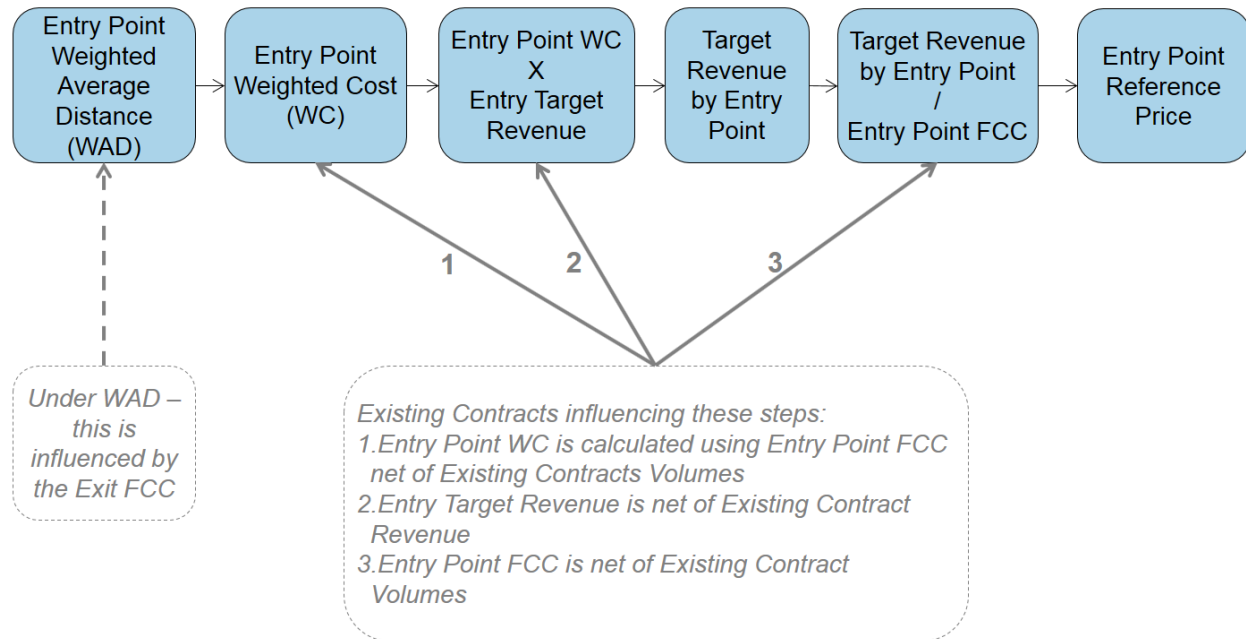 Entry Point
Weighted
Average
Distance
(WAD)
Entry Point
Weighted Cost
(WC)
Entry Point WC
X
Entry Target
Revenue
Target
Revenue
by Entry
Point
Target Revenue
by Entry Point
/
Entry Point FCC
Entry Point
Reference
Price
1
2
3
Under WAD –
this is
influenced by
the Exit FCC
Existing Contracts influencing these steps:
1.Entry Point WC is calculated using Entry Point FCC
net of Existing Contracts Volumes
2.Entry Target Revenue is net of Existing Contract
Revenue
3.Entry Point FCC is net of Existing Contract
Volumes